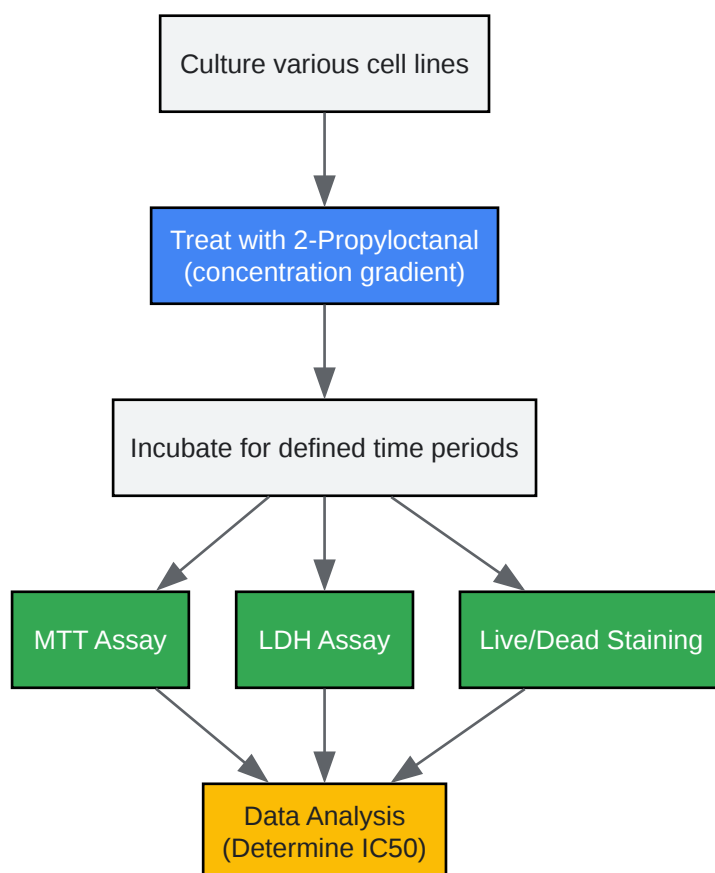 Culture various cell lines
Treat with 2-Propyloctanal
(concentration gradient)
Incubate for defined time periods
MTT Assay
LDH Assay
Live/Dead Staining
Data Analysis
(Determine IC50)